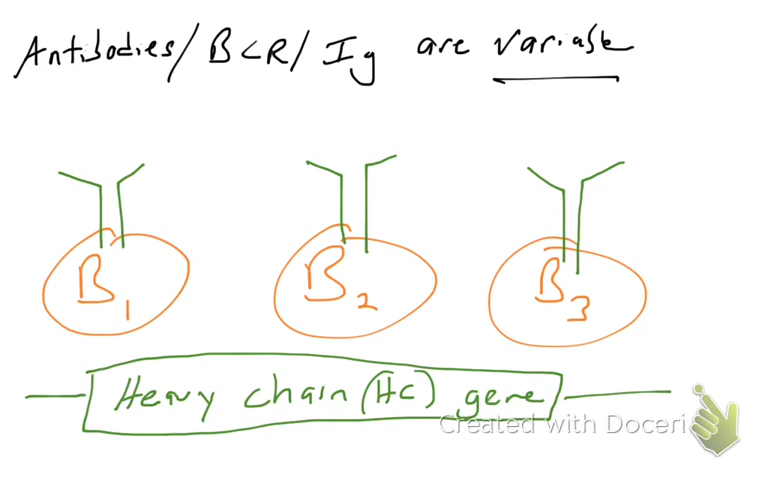 Antibodies/BCR/Ig are variable
B1
B2
B3
Heavy chain (HC) gene
Created with Doceri